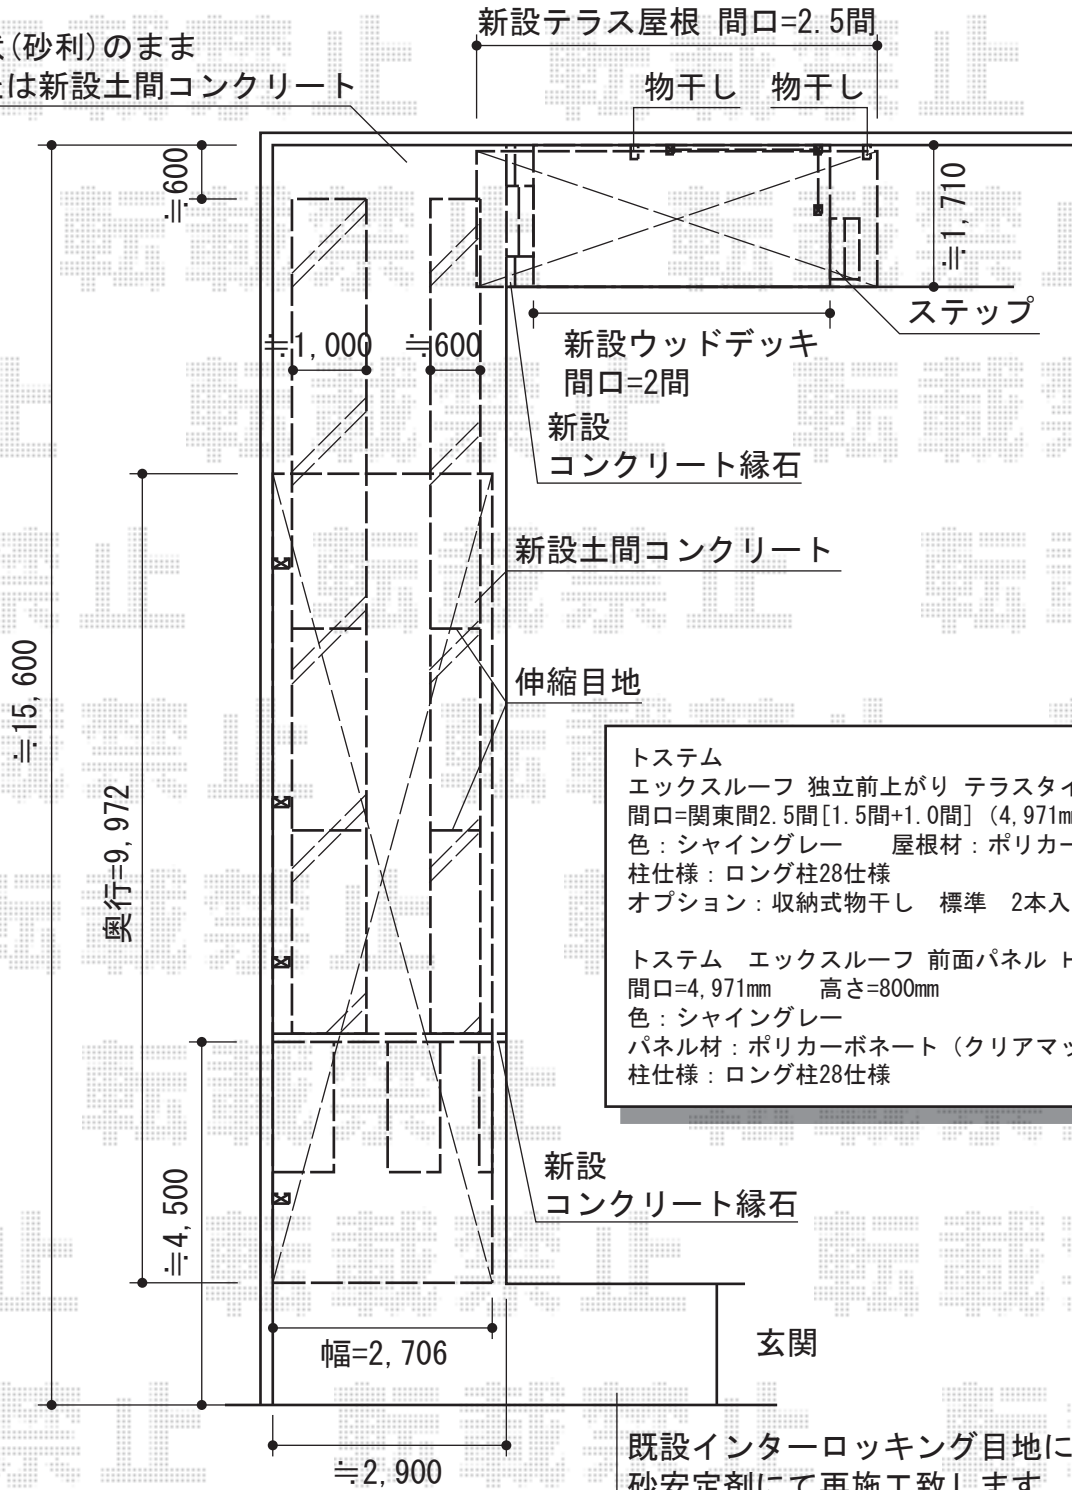 (砂利)のまま
は新設土間コンクリート
新設テラス屋根 間口=2.5間
物干し 物干し
≒600
≒1,710
ステップ
≒1,000
≒600
新設ウッドデッキ
間口=2間
新設
コンクリート縁石
新設土間コンクリート
伸縮目地
≒15,600
奥行=9,972
トステム
エックスルーフ 独立前上がり テラスタイ
間口=関東間2.5間[1.5間+1.0間] (4,971m
色:シャイングレー 屋根材:ポリカー
柱仕様:ロング柱28仕様
オプション:収納式物干し 標準 2本入
トステム エックスルーフ 前面パネル
間口=4,971mm 高さ=800mm
色:シャイングレー
パネル材:ポリカーボネート(クリアマッ
柱仕様:ロング柱28仕様
新設
コンクリート縁石
≒4,500
幅=2,706
玄関
≒2,900
既設インターロッキング目地に
砂安定剤にて再施工致します
転載禁止